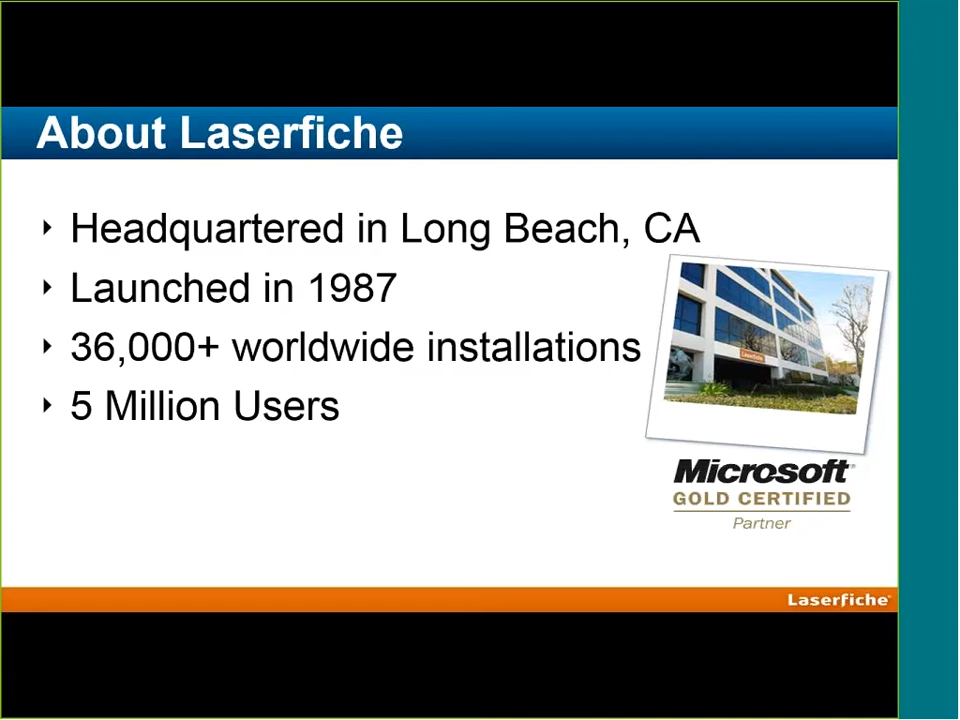 About Laserfiche
Headquartered in Long Beach, CA
Launched in 1987
36,000+ worldwide installations
5 Million Users
Laserfiche
Microsoft®
GOLD CERTIFIED
Partner
Laserfiche®